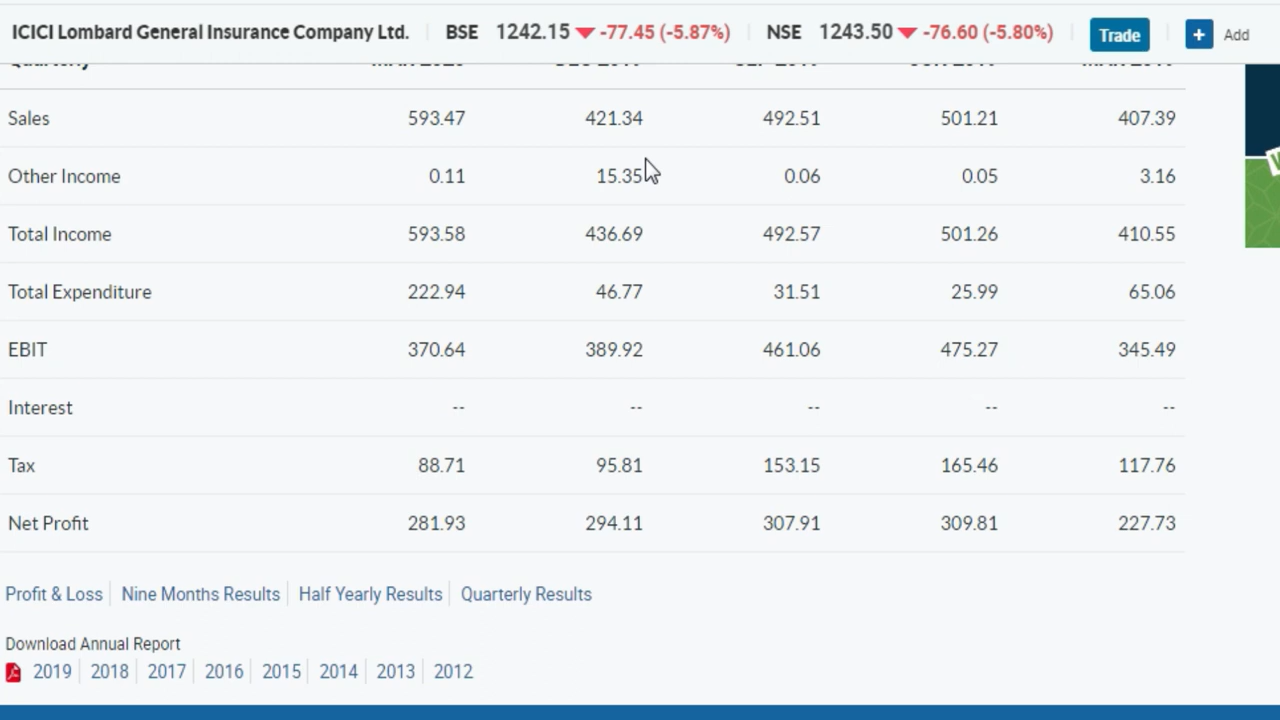 ICICI Lombard General Insurance Company Ltd. BSE 1242.15 -77.45 (-5.87%) NSE 1243.50 -76.60 (-5.80%) Trade + Add
Sales 593.47 421.34 492.51 501.21 407.39
Other Income 0.11 15.35 0.06 0.05 3.16
Total Income 593.58 436.69 492.57 501.26 410.55
Total Expenditure 222.94 46.77 31.51 25.99 65.06
EBIT 370.64 389.92 461.06 475.27 345.49
Interest -- -- -- -- --
Tax 88.71 95.81 153.15 165.46 117.76
Net Profit 281.93 294.11 307.91 309.81 227.73
Profit & Loss Nine Months Results Half Yearly Results Quarterly Results
Download Annual Report
2019 2018 2017 2016 2015 2014 2013 2012